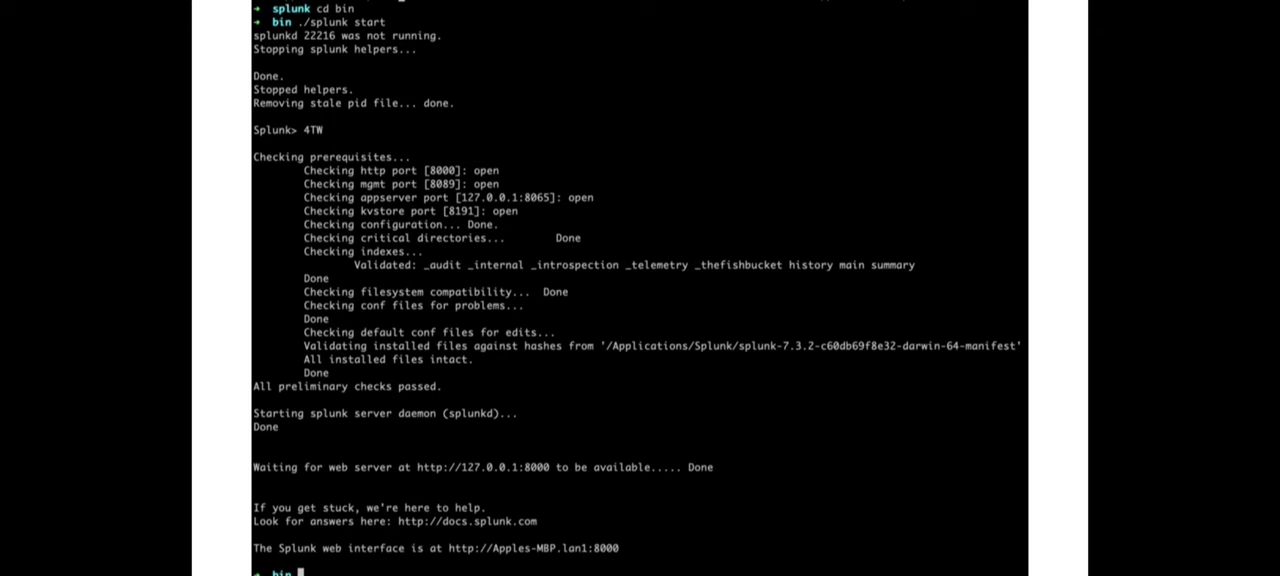 ➜ splunk cd bin
➜ bin ./splunk start
splunkd 22216 was not running.
Stopping splunk helpers...
Done.
Stopped helpers.
Removing stale pid file... done.
Splunk> 4TW
Checking prerequisites...
Checking http port [8000]: open
Checking mgmt port [8089]: open
Checking appserver port [127.0.0.1:8065]: open
Checking kvstore port [8191]: open
Checking configuration... Done.
Checking critical directories... Done
Checking indexes...
Validated: _audit _internal _introspection _telemetry _thefishbucket history main summary
Done
Checking filesystem compatibility... Done
Checking conf files for problems...
Done
Checking default conf files for edits...
Validating installed files against hashes from '/Applications/Splunk/splunk-7.3.2-c60db69f8e32-darwin-64-manifest'
All installed files intact.
Done
All preliminary checks passed.
Starting splunk server daemon (splunkd)...
Done
Waiting for web server at http://127.0.0.1:8000 to be available..... Done
If you get stuck, we're here to help.
Look for answers here: http://docs.splunk.com
The Splunk web interface is at http://Apples-MBP.lan1:8000
➜ bin